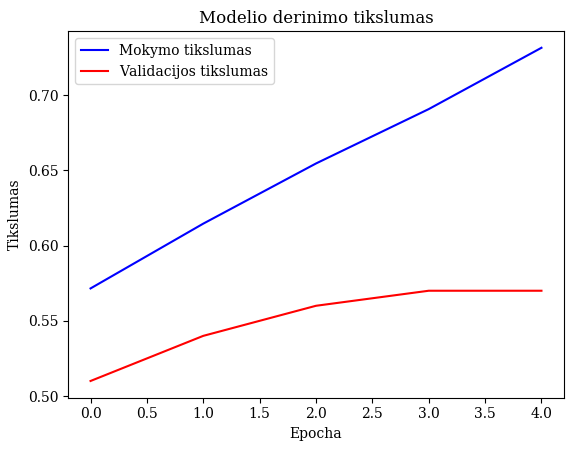 Modelio derinimo tikslumas
Mokymo tikslumas
Validacijos tikslumas
Tikslumas
0.70
0.65
0.60
0.55
0.50
0.0 0.5 1.0 1.5 2.0 2.5 3.0 3.5 4.0
Epocha